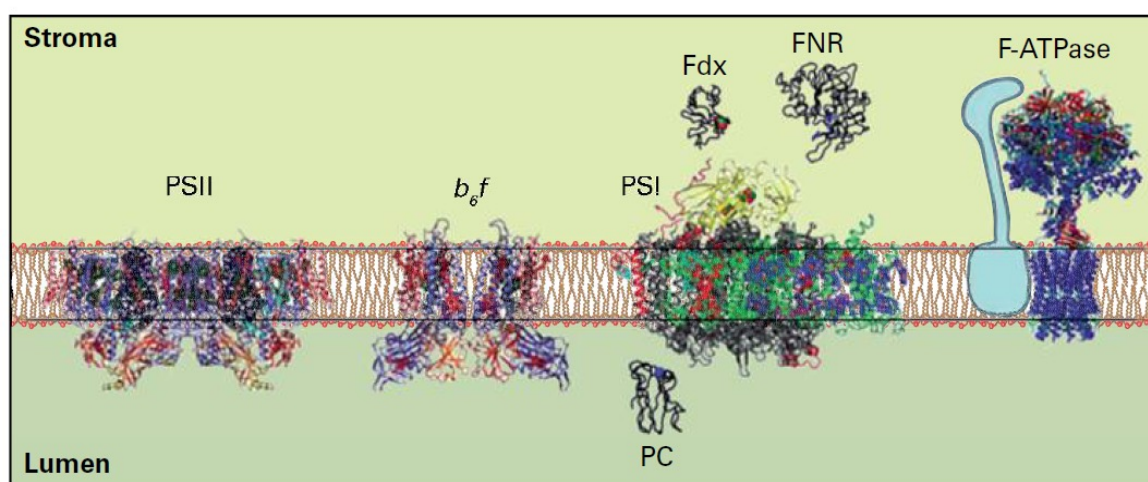 Stroma
FNR
F-ATPase
Fdx
PSII
b₆f
PSI
PC
Lumen